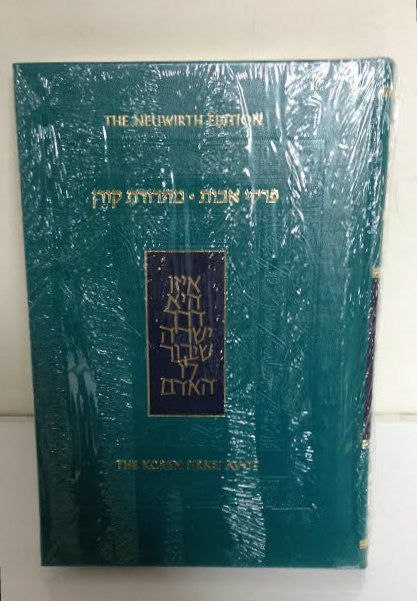 THE NEUWIRTH EDITION
פרקי אבות • מהדורת קורן
איזו
היא
דרך
ישרה
שיבור
לו
האדם
THE KOREN PIRKEI AVOT